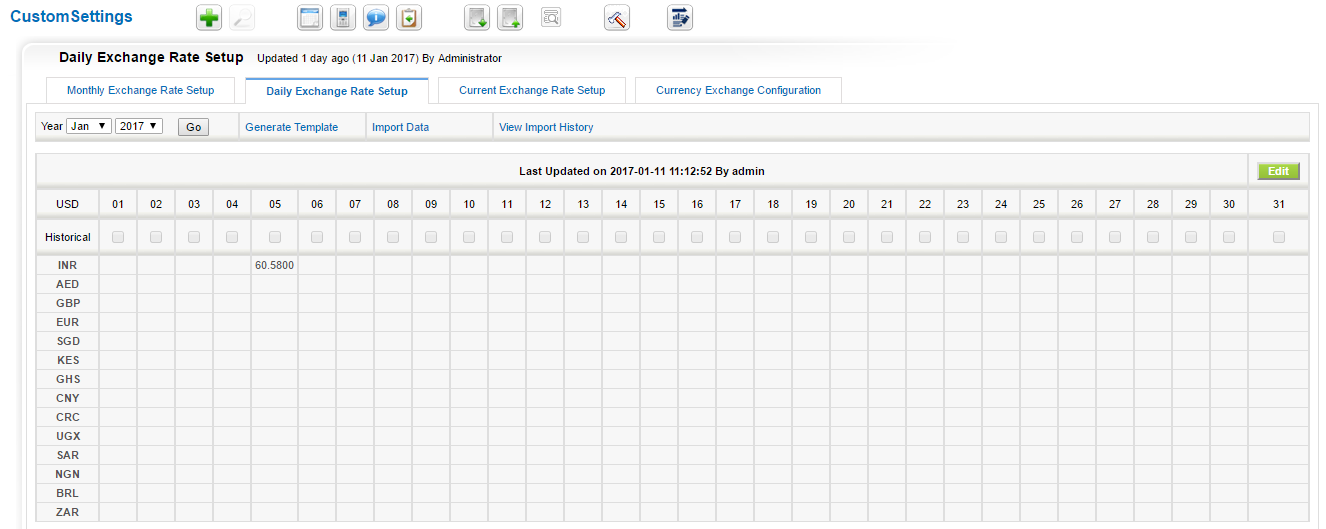 CustomSettings
Daily Exchange Rate Setup Updated 1 day ago (11 Jan 2017) By Administrator
Monthly Exchange Rate Setup Daily Exchange Rate Setup Current Exchange Rate Setup Currency Exchange Configuration
Year Jan 2017 Go Generate Template Import Data View Import History
Last Updated on 2017-01-11 11:12:52 By admin Edit
USD 01 02 03 04 05 06 07 08 09 10 11 12 13 14 15 16 17 18 19 20 21 22 23 24 25 26 27 28 29 30 31
Historical
INR 60.5800
AED
GBP
EUR
SGD
KES
GHS
CNY
CRC
UGX
SAR
NGN
BRL
ZAR